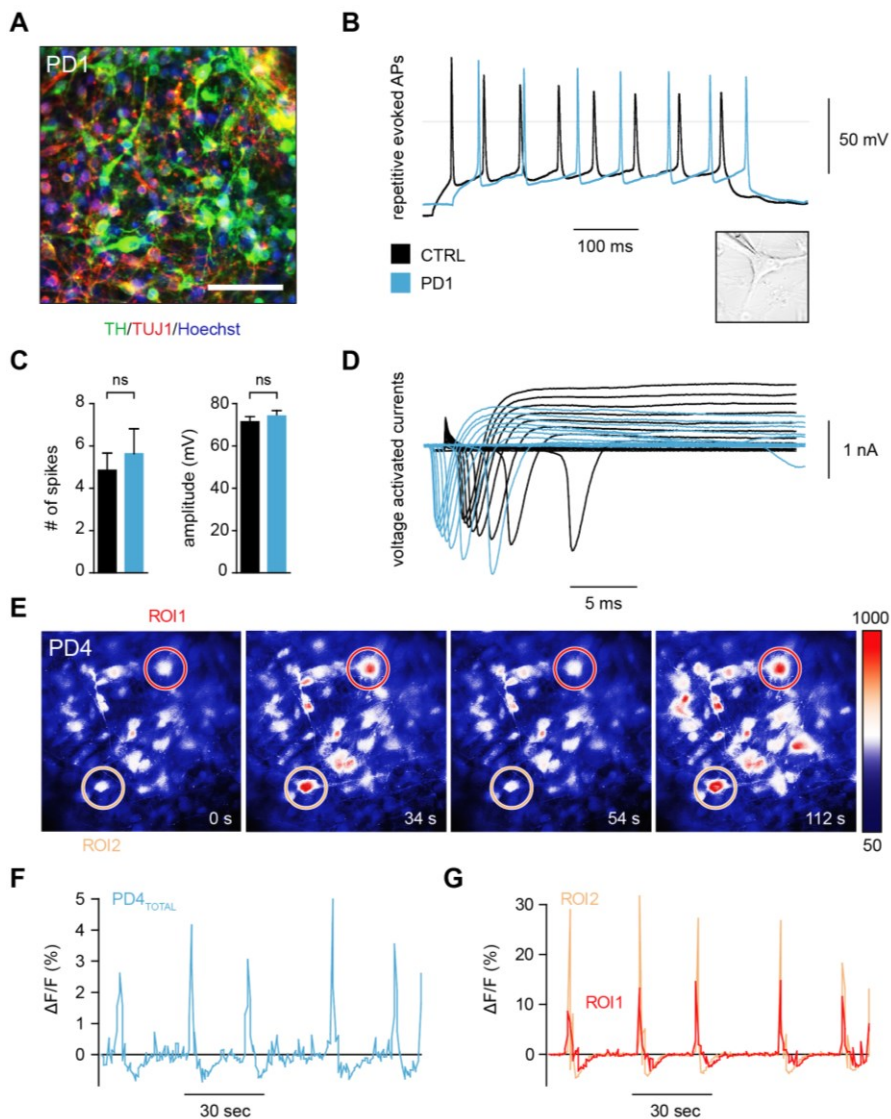 A
PD1
TH/TUJ1/Hoechst
B
repetitive evoked APs
50 mV
100 ms
CTRL
PD1
C
ns
ns
# of spikes
8
6
4
2
0
amplitude (mV)
80
60
40
20
0
D
voltage activated currents
1 nA
5 ms
E
ROI1
PD4
0 s
34 s
54 s
112 s
1000
50
ROI2
F
PD4TOTAL
ΔF/F (%)
5
4
3
2
1
0
30 sec
G
ROI2
ROI1
ΔF/F (%)
30
20
10
0
30 sec